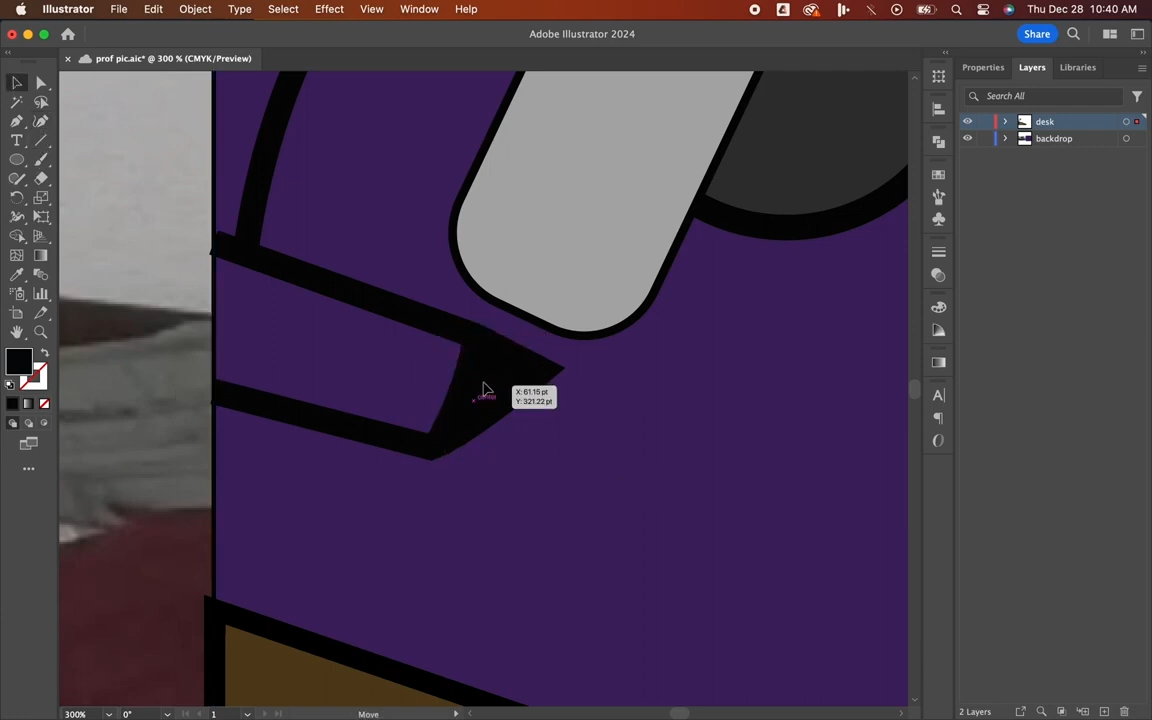 Illustrator File Edit Object Type Select Effect View Window Help Thu Dec 28 10:40 AM
Adobe Illustrator 2024
Share
prof pic.aic* @ 300 % (CMYK/Preview)
Properties Layers Libraries
Search All
desk
backdrop
T
center
X: 61.15 pt
Y: 321.22 pt
300% 0° 1 Move
2 Layers